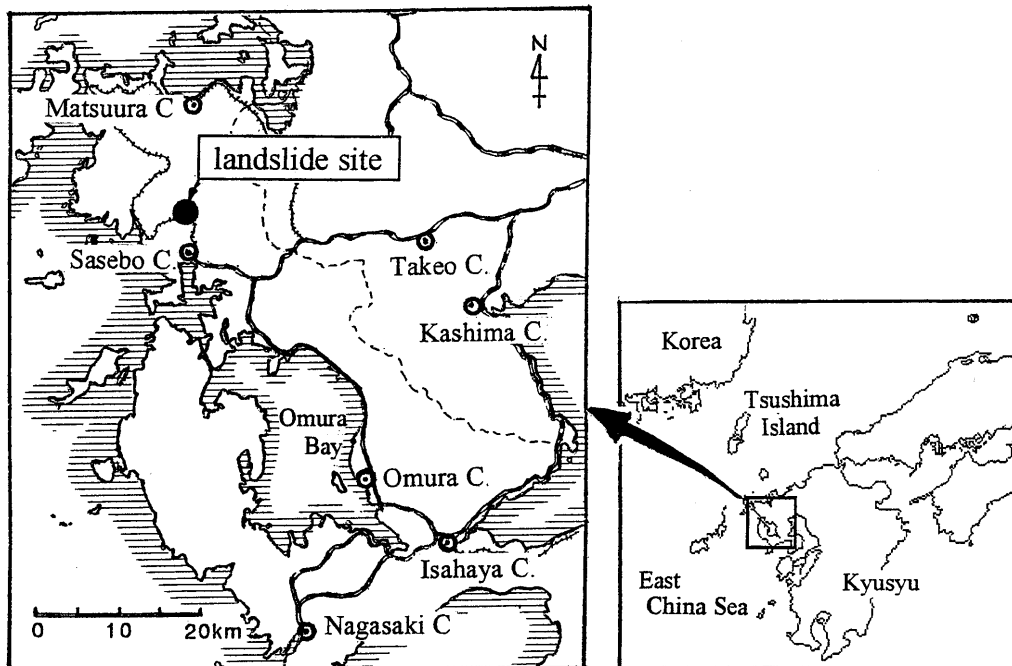 N
Matsuura C
landslide site
Sasebo C.
Takeo C.
Kashima C.
Omura
Bay
Omura C.
Isahaya C.
Nagasaki C
0 10 20km
Korea
Tsushima
Island
East
China Sea
Kyusyu